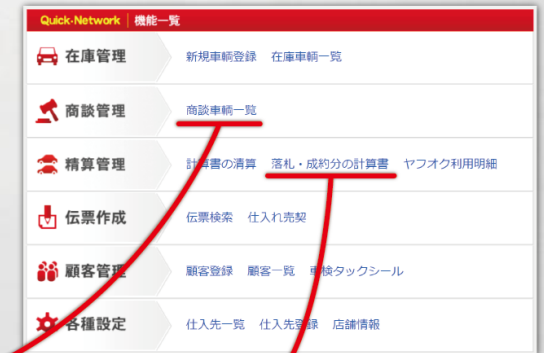 Quick-Network 機能一覧
在庫管理 新規車輌登録 在庫車輌一覧
商談管理 商談車輌一覧
精算管理 計算書の清算 落札・成約分の計算書 ヤフオク利用明細
伝票作成 伝票検索 仕入れ売契
顧客管理 顧客登録 顧客一覧 車検タックシール
各種設定 仕入先一覧 仕入先登録 店舗情報